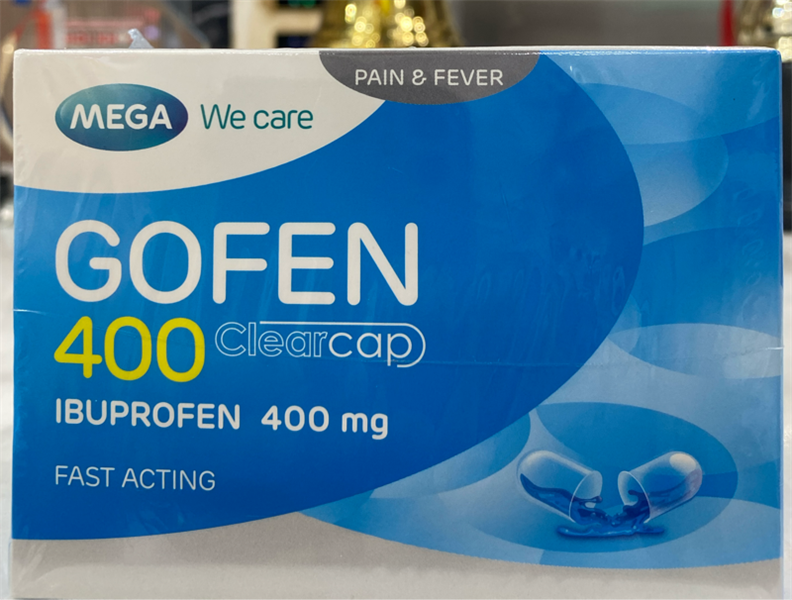 PAIN & FEVER
MEGA We care
GOFEN
400 Clearcap
IBUPROFEN 400 mg
FAST ACTING